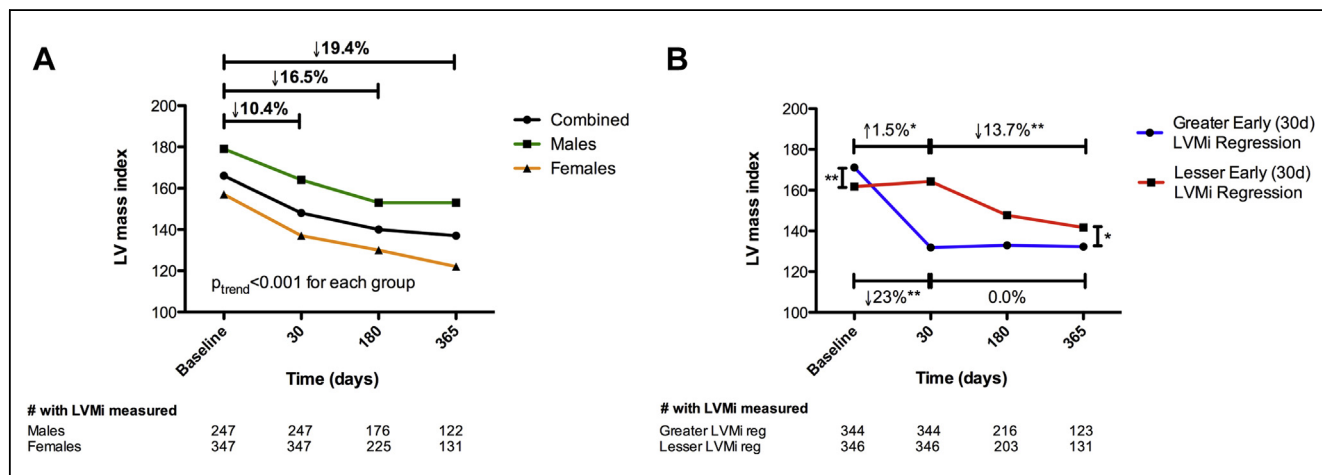 A
↓19.4%
↓16.5%
↓10.4%
200
180
160
140
120
100
LV mass index
Combined
Males
Females
p_trend<0.001 for each group
Baseline
30
180
365
Time (days)
# with LVMi measured
Males 247 247 176 122
Females 347 347 225 131
B
200
180
160
140
120
100
LV mass index
↑1.5%*
↓13.7%**
**
*
↓23%**
0.0%
Greater Early (30d)
LVMi Regression
Lesser Early (30d)
LVMi Regression
Baseline
30
180
365
Time (days)
# with LVMi measured
Greater LVMi reg 344 344 216 123
Lesser LVMi reg 346 346 203 131